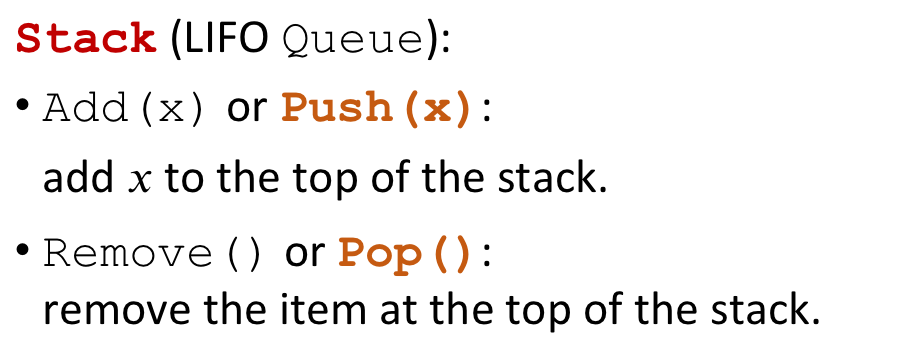 Stack (LIFO Queue):
• Add(x) or Push(x):
add x to the top of the stack.
• Remove() or Pop():
remove the item at the top of the stack.